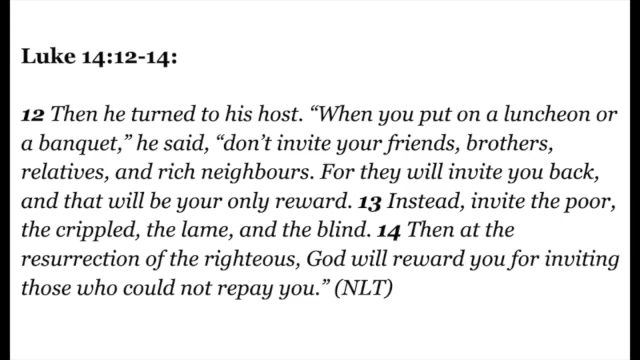 Luke 14:12-14:
12 Then he turned to his host. “When you put on a luncheon or
a banquet,” he said, “don’t invite your friends, brothers,
relatives, and rich neighbours. For they will invite you back,
and that will be your only reward. 13 Instead, invite the poor,
the crippled, the lame, and the blind. 14 Then at the
resurrection of the righteous, God will reward you for inviting
those who could not repay you.” (NLT)